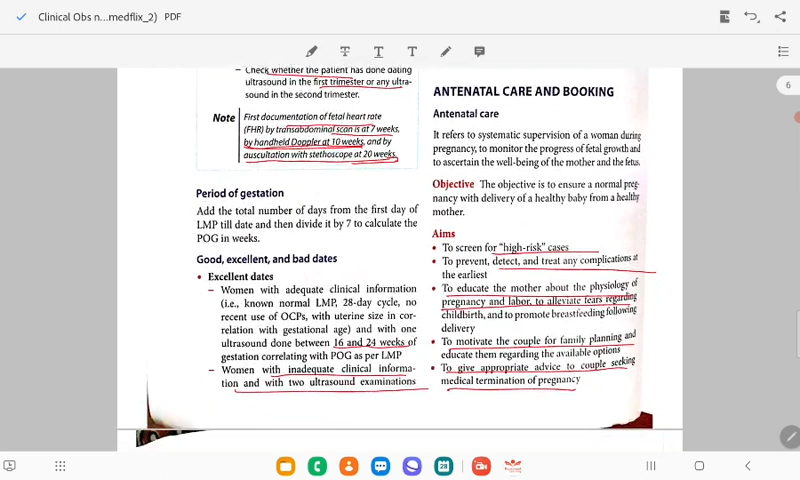 Clinical Obs n...medflix_2) PDF
6
– Check whether the patient has done dating
ultrasound in the first trimester or any ultra-
sound in the second trimester.
Note
First documentation of fetal heart rate
(FHR) by transabdominal scan is at 7 weeks,
by handheld Doppler at 10 weeks, and by
auscultation with stethoscope at 20 weeks.
Period of gestation
Add the total number of days from the first day of
LMP till date and then divide it by 7 to calculate the
POG in weeks.
Good, excellent, and bad dates
• Excellent dates
– Women with adequate clinical information
(i.e., known normal LMP, 28-day cycle, no
recent use of OCPs, with uterine size in cor-
relation with gestational age) and with one
ultrasound done between 16 and 24 weeks of
gestation correlating with POG as per LMP
– Women with inadequate clinical informa-
tion and with two ultrasound examinations
ANTENATAL CARE AND BOOKING
Antenatal care
It refers to systematic supervision of a woman during
pregnancy, to monitor the progress of fetal growth and
to ascertain the well-being of the mother and the fetus.
Objective The objective is to ensure a normal preg-
nancy with delivery of a healthy baby from a healthy
mother.
Aims
• To screen for "high-risk" cases
• To prevent, detect, and treat any complications at
the earliest
• To educate the mother about the physiology of
pregnancy and labor, to alleviate fears regarding
childbirth, and to promote breastfeeding following
delivery
• To motivate the couple for family planning and
educate them regarding the available options
• To give appropriate advice to couple seeking
medical termination of pregnancy
28